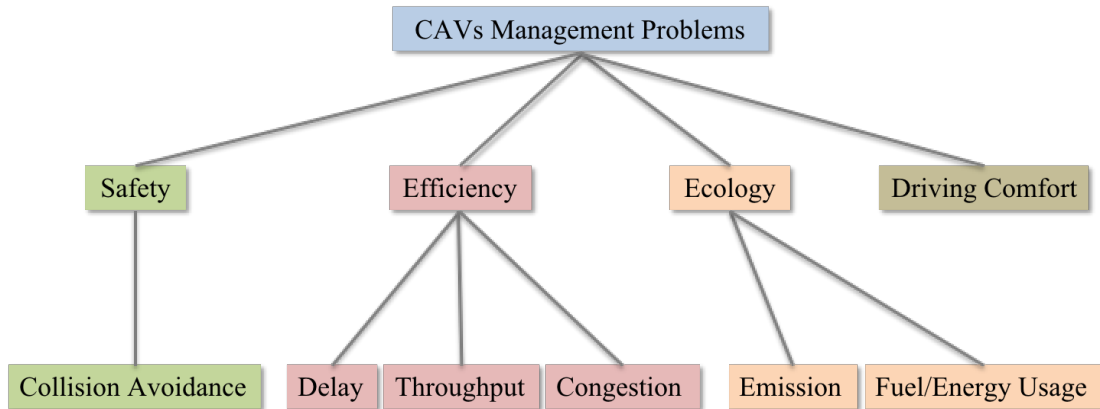 CAVs Management Problems
Safety
Efficiency
Ecology
Driving Comfort
Collision Avoidance
Delay
Throughput
Congestion
Emission
Fuel/Energy Usage